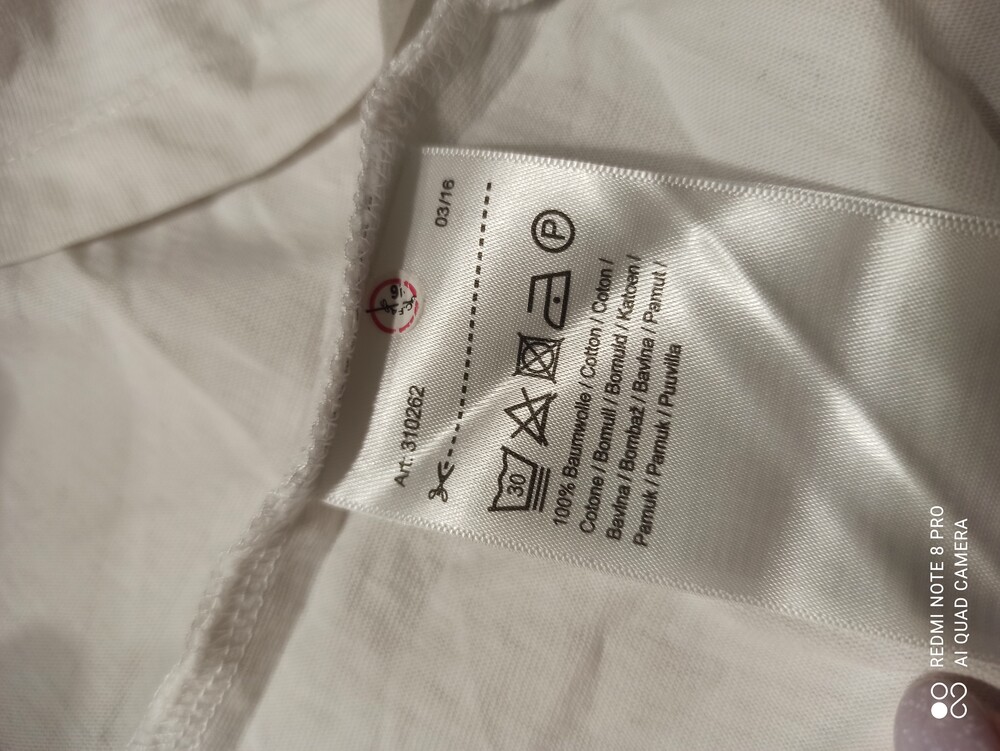 Art. 310262 03/16
30 P
100% Baumwolle / Cotton / Coton /
Cotone / Bomull / Bomuld / Katoen /
Bavlna / Bombaž / Bavlna / Pamut /
Pamuk / Pamuk / Puuvilla
REDMI NOTE 8 PRO
AI QUAD CAMERA